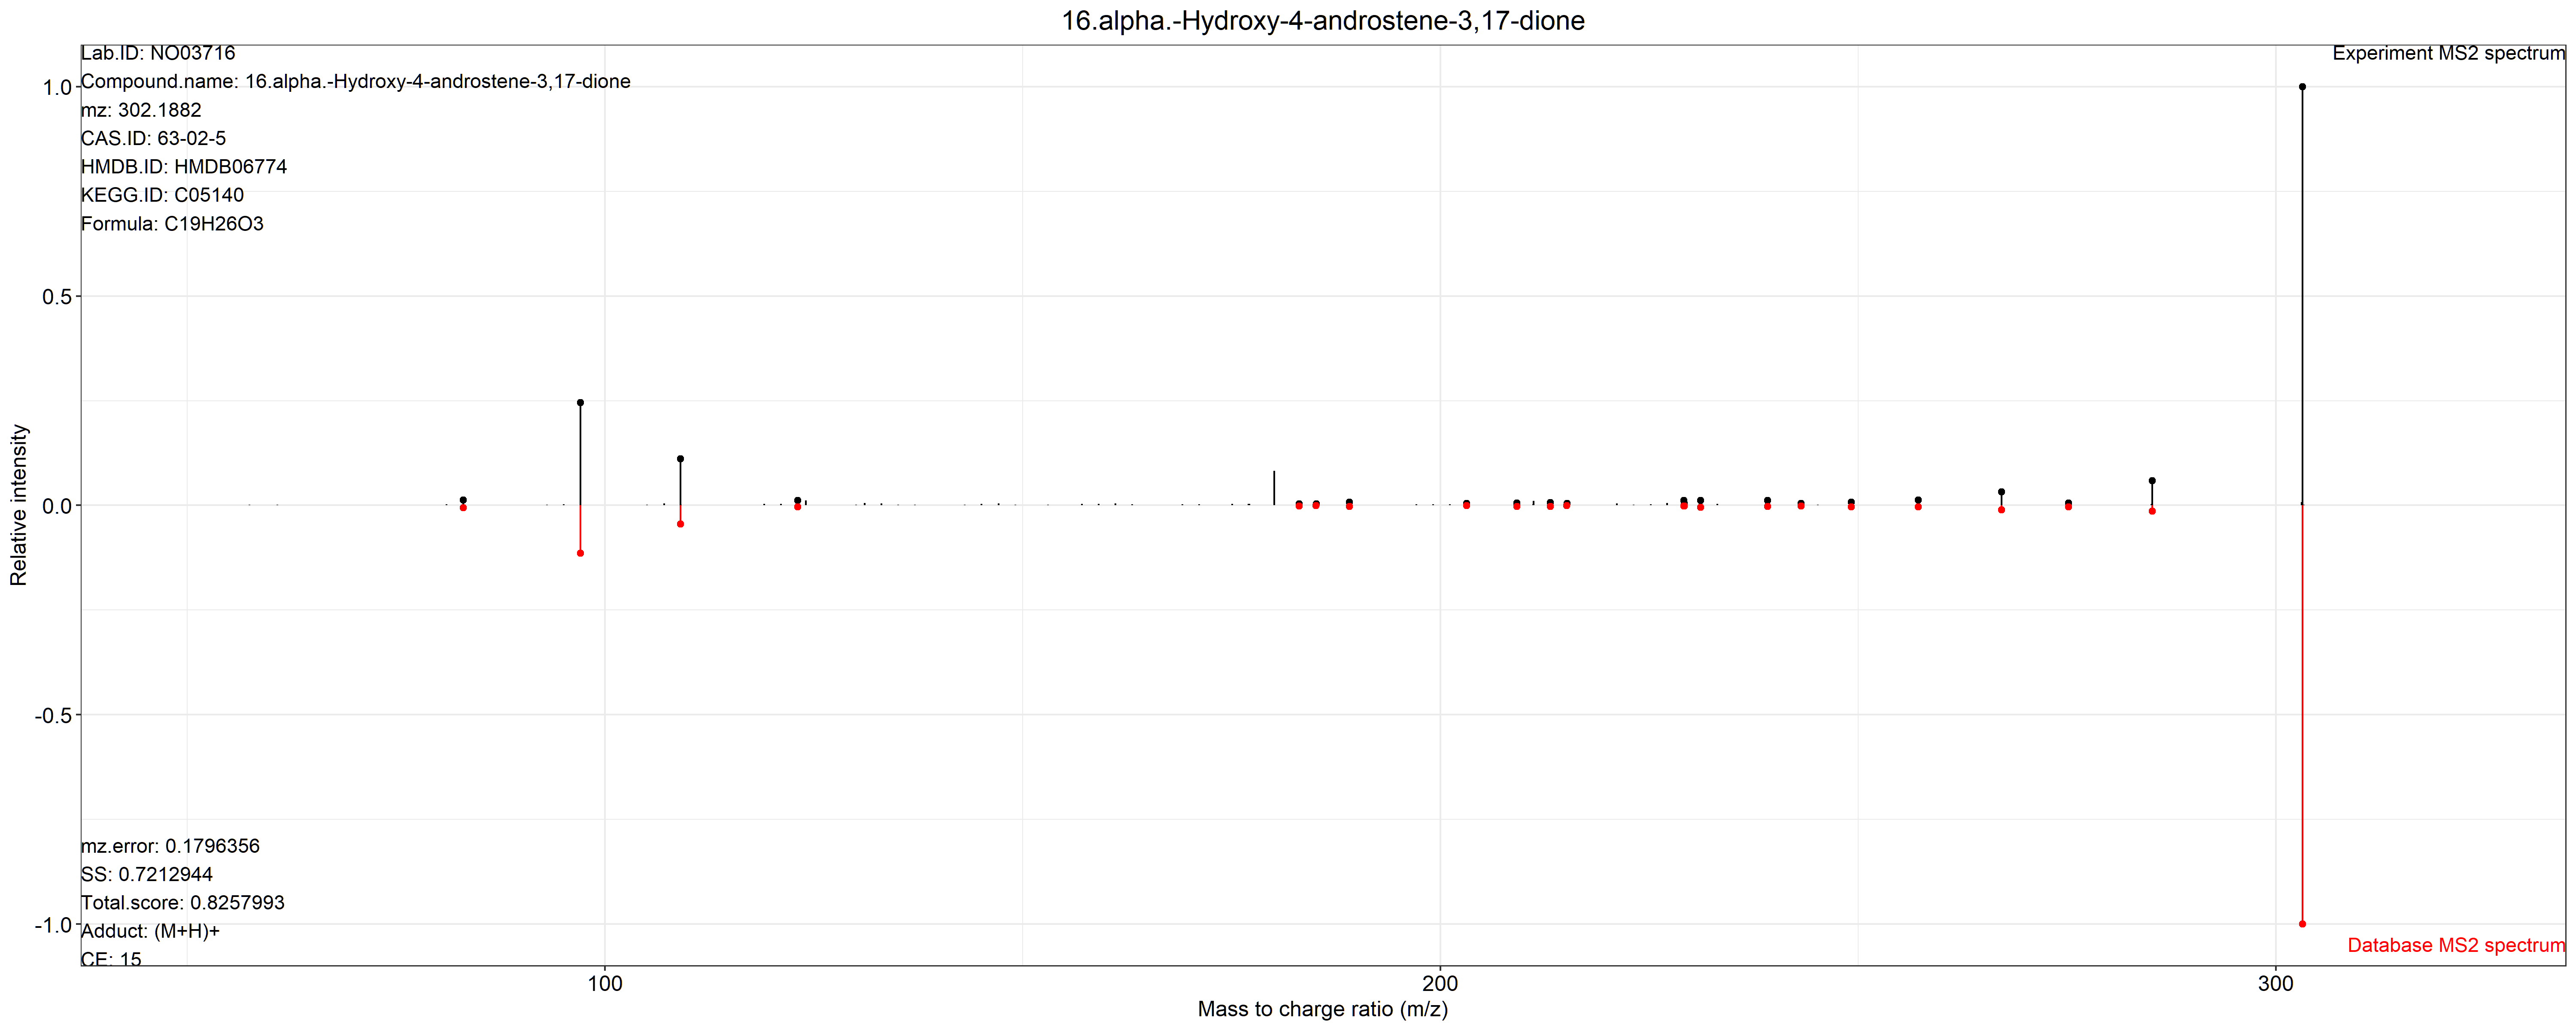 16.alpha.-Hydroxy-4-androstene-3,17-dione
Lab.ID: NO03716
Experiment MS2 spectrum
Compound.name: 16.alpha.-Hydroxy-4-androstene-3,17-dione
mz: 302.1882
CAS.ID: 63-02-5
HMDB.ID: HMDB06774
KEGG.ID: C05140
Formula: C19H26O3
1.0
0.5
0.0
-0.5
-1.0
Relative intensity
mz.error: 0.1796356
SS: 0.7212944
Total.score: 0.8257993
Adduct: (M+H)+
CE: 15
Database MS2 spectrum
100
200
300
Mass to charge ratio (m/z)